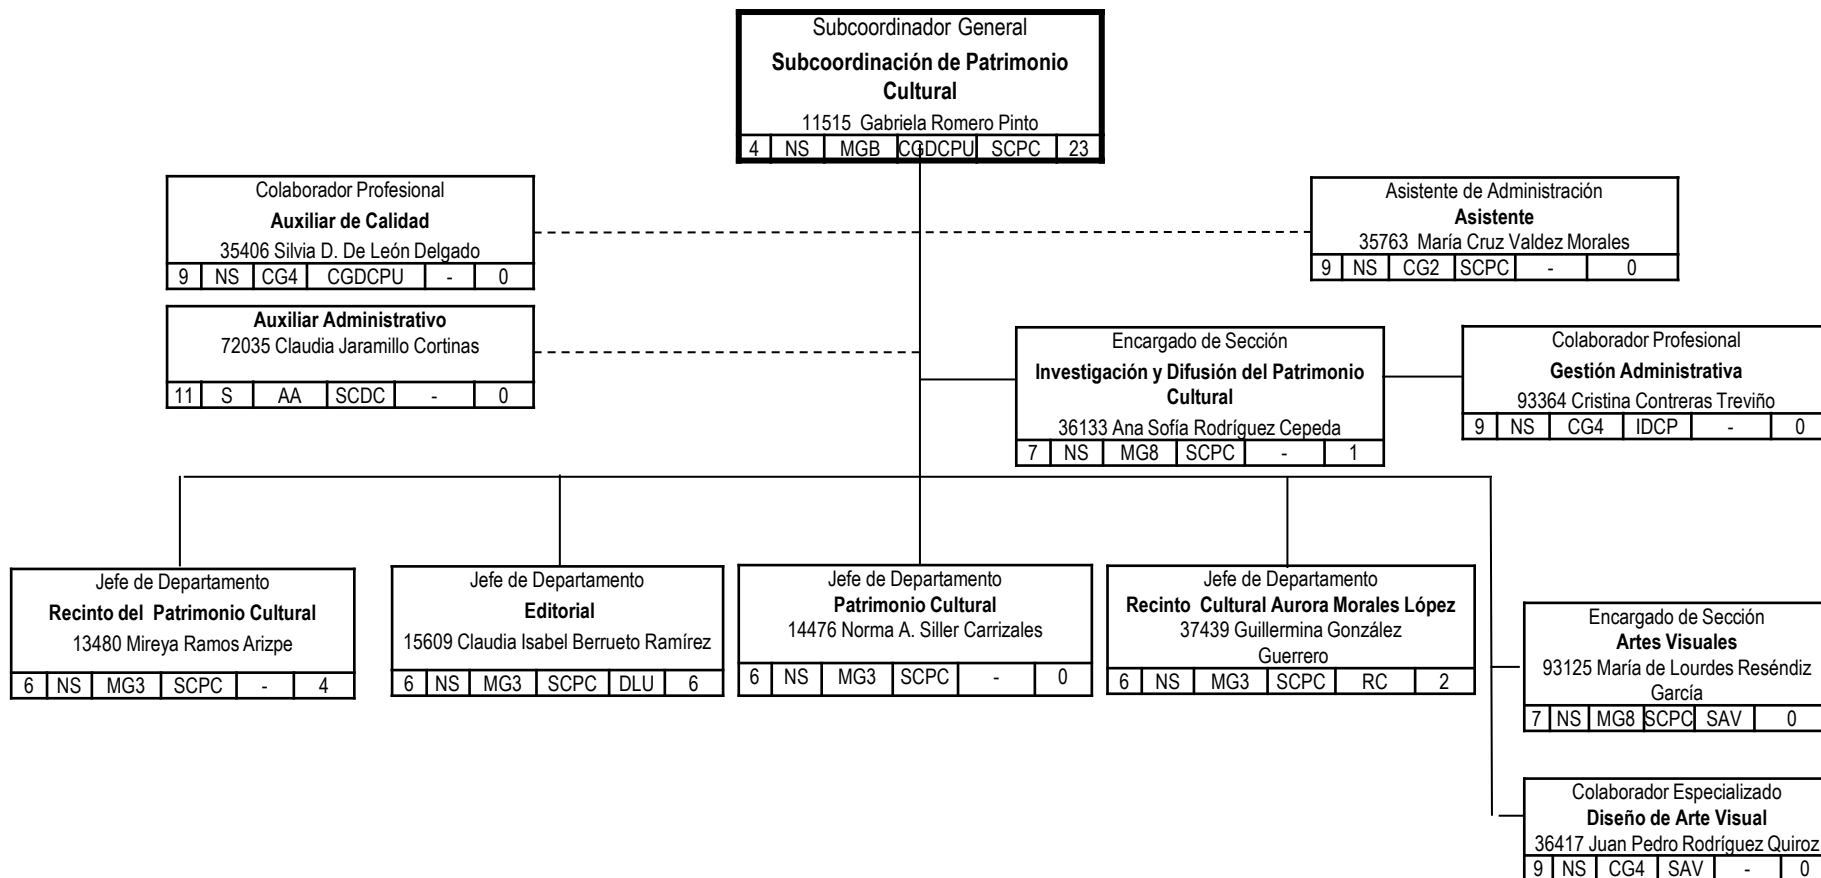 Subcoordinador General
Subcoordinación de Patrimonio
Cultural
11515 Gabriela Romero Pinto
4 NS MGB CGDCPU SCPC 23
Colaborador Profesional
Auxiliar de Calidad
35406 Silvia D. De León Delgado
9 NS CG4 CGDCPU - 0
Asistente de Administración
Asistente
35763 María Cruz Valdez Morales
9 NS CG2 SCPC - 0
Auxiliar Administrativo
72035 Claudia Jaramillo Cortinas
11 S AA SCDC - 0
Encargado de Sección
Investigación y Difusión del Patrimonio
Cultural
36133 Ana Sofía Rodríguez Cepeda
7 NS MG8 SCPC - 1
Colaborador Profesional
Gestión Administrativa
93364 Cristina Contreras Treviño
9 NS CG4 IDCP - 0
Jefe de Departamento
Recinto del Patrimonio Cultural
13480 Mireya Ramos Arizpe
6 NS MG3 SCPC - 4
Jefe de Departamento
Editorial
15609 Claudia Isabel Berrueto Ramírez
6 NS MG3 SCPC DLU 6
Jefe de Departamento
Patrimonio Cultural
14476 Norma A. Siller Carrizales
6 NS MG3 SCPC - 0
Jefe de Departamento
Recinto Cultural Aurora Morales López
37439 Guillermina González
Guerrero
6 NS MG3 SCPC RC 2
Encargado de Sección
Artes Visuales
93125 María de Lourdes Reséndiz
García
7 NS MG8 SCPC SAV 0
Colaborador Especializado
Diseño de Arte Visual
36417 Juan Pedro Rodríguez Quiroz
9 NS CG4 SAV - 0